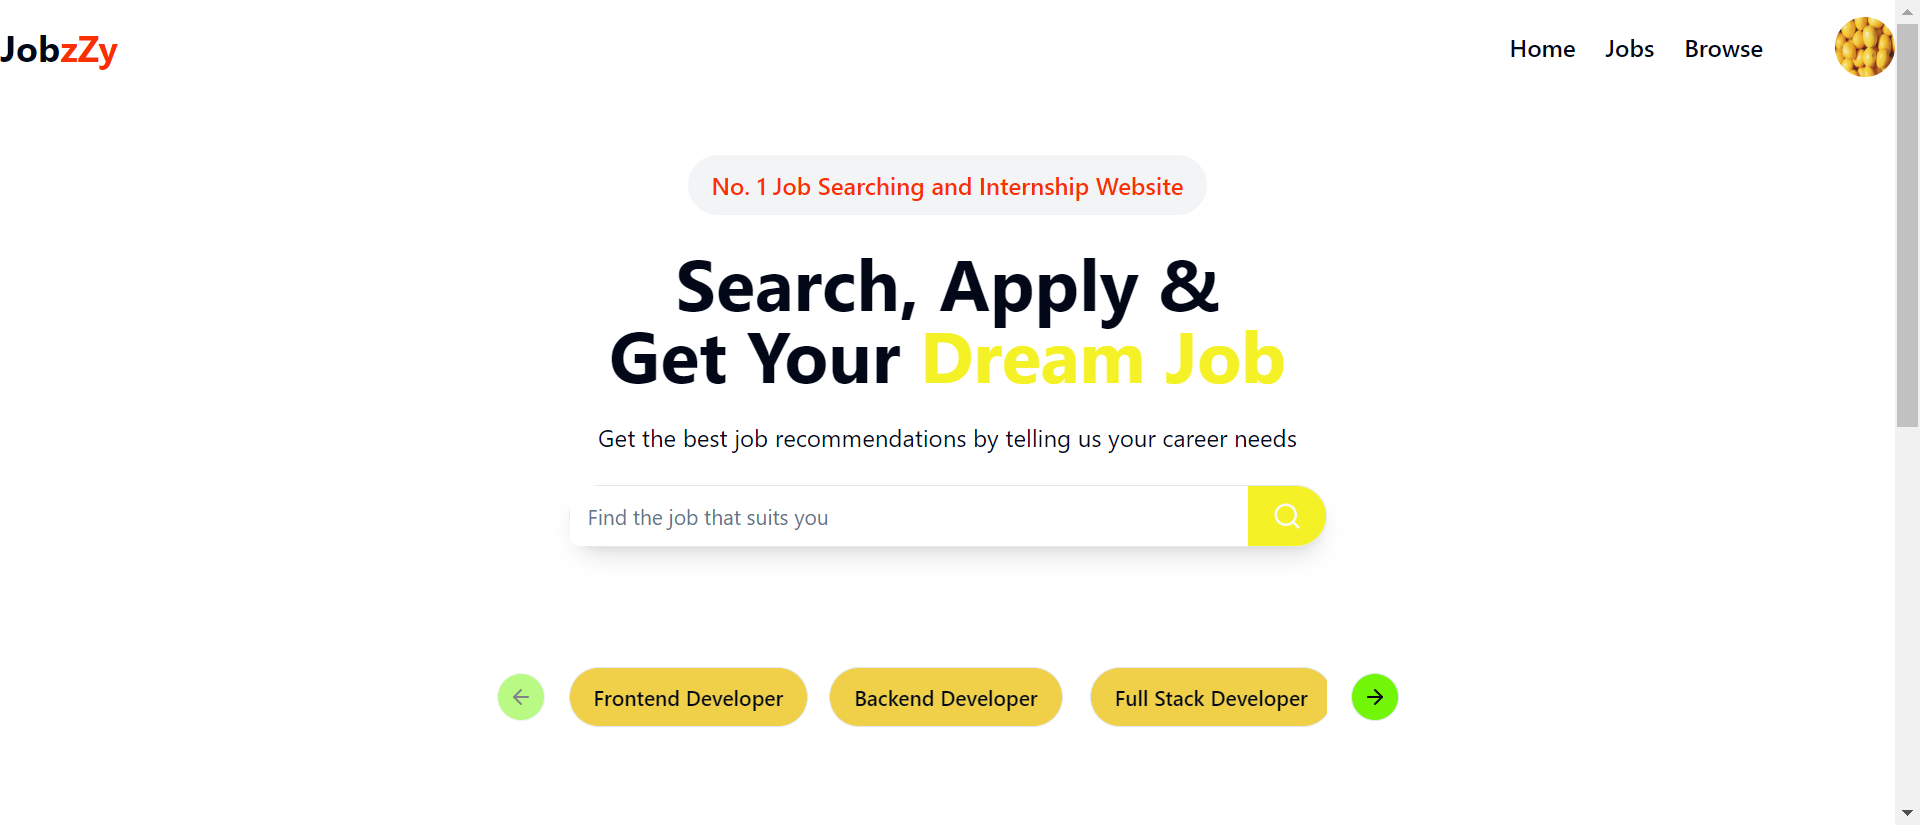 JobzZy
Home Jobs Browse
No. 1 Job Searching and Internship Website
Search, Apply &
Get Your Dream Job
Get the best job recommendations by telling us your career needs
Find the job that suits you
Frontend Developer Backend Developer Full Stack Developer